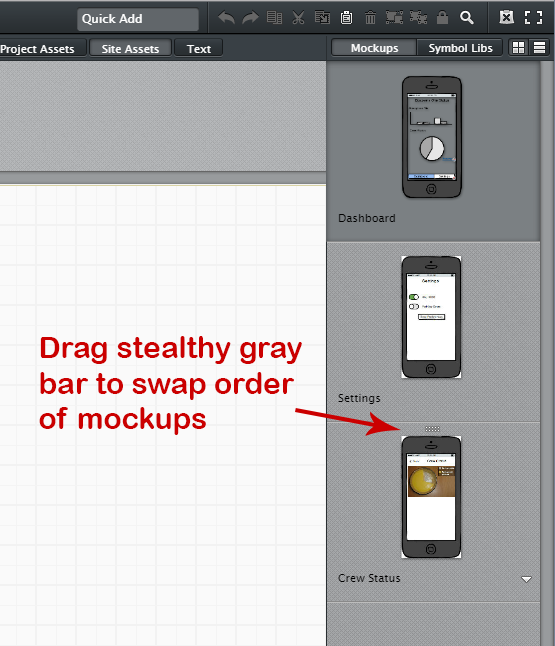 Quick Add
Project Assets
Site Assets
Text
Mockups
Symbol Libs
Dashboard
Settings
Settings
Drag stealthy gray
bar to swap order
of mockups
Crew Status